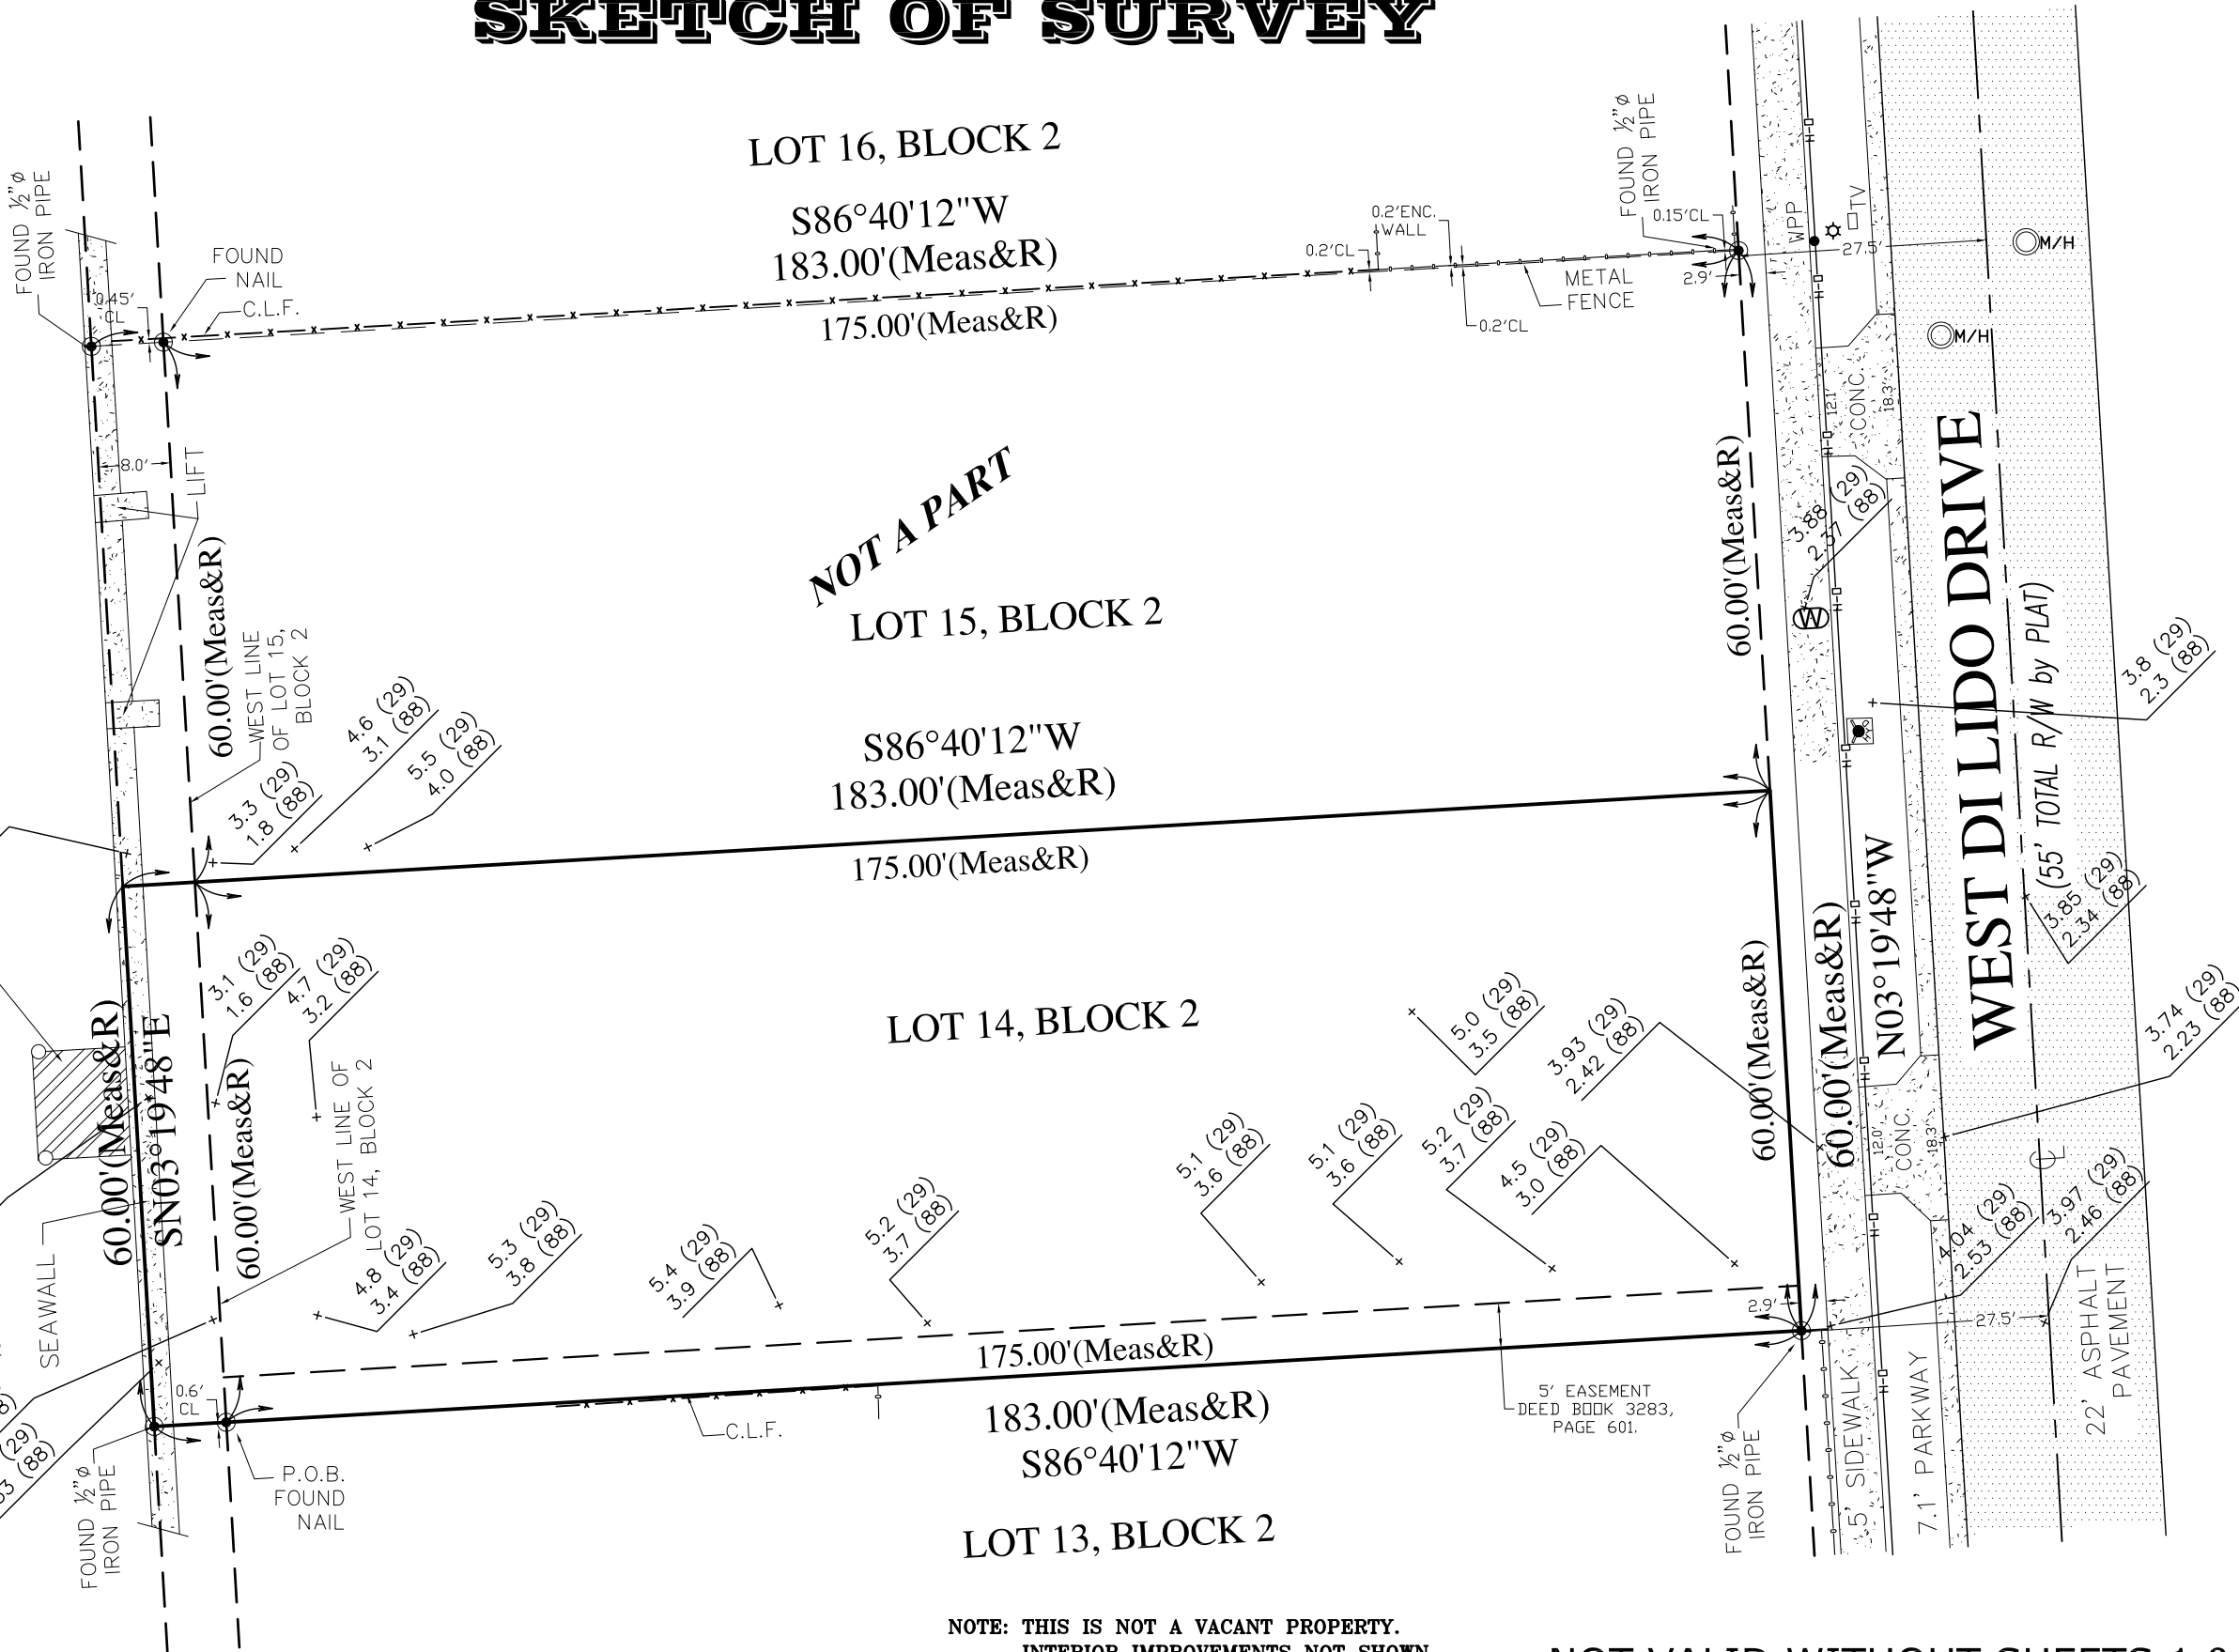 SKETCH OF SURVEY
LOT 16, BLOCK 2
S86°40'12"W
183.00'(Meas&R)
175.00'(Meas&R)
FOUND ½"ø
IRON PIPE
FOUND
NAIL
C.L.F.
0.45'
CL
0.2'CL
0.2'ENC.
WALL
0.2'CL
METAL
FENCE
FOUND ½"ø
IRON PIPE
0.15'CL
2.9'
WPP
TV
27.5'
M/H
M/H
8.0'
LIFT
12.1'
CONC.
18.3'
NOT A PART
LOT 15, BLOCK 2
60.00'(Meas&R)
WEST LINE
OF LOT 15,
BLOCK 2
60.00'(Meas&R)
3.88 (29)
2.37 (88)
W
WEST DI LIDO DRIVE
(55' TOTAL R/W by PLAT)
3.8 (29)
2.3 (88)
4.6 (29)
3.1 (88)
5.5 (29)
4.0 (88)
3.3 (29)
1.8 (88)
S86°40'12"W
183.00'(Meas&R)
175.00'(Meas&R)
3.85 (29)
2.34 (88)
3.1 (29)
1.6 (88)
4.7 (29)
3.2 (88)
LOT 14, BLOCK 2
60.00'(Meas&R)
SN03°19'48"E
60.00'(Meas&R)
WEST LINE OF
LOT 14, BLOCK 2
5.0 (29)
3.5 (88)
3.93 (29)
2.42 (88)
60.00'(Meas&R)
60.00'(Meas&R)
N03°19'48"W
3.74 (29)
2.23 (88)
12.0'
CONC.
18.3'
CL
5.1 (29)
3.6 (88)
5.1 (29)
3.6 (88)
5.2 (29)
3.7 (88)
4.5 (29)
3.0 (88)
4.04 (29)
2.53 (88)
3.97 (29)
2.46 (88)
SEAWALL
4.8 (29)
3.4 (88)
5.3 (29)
3.8 (88)
5.4 (29)
3.9 (88)
5.2 (29)
3.7 (88)
2.9'
27.5'
175.00'(Meas&R)
183.00'(Meas&R)
S86°40'12"W
0.6'
CL
C.L.F.
5' EASEMENT
DEED BOOK 3283,
PAGE 601.
(29)
(88)
FOUND ½"ø
IRON PIPE
P.O.B.
FOUND
NAIL
FOUND ½"ø
IRON PIPE
5' SIDEWALK
7.1' PARKWAY
22' ASPHALT
PAVEMENT
LOT 13, BLOCK 2
NOTE: THIS IS NOT A VACANT PROPERTY.
INTERIOR IMPROVEMENTS NOT SHOWN
NOT VALID WITHOUT SHEETS 1